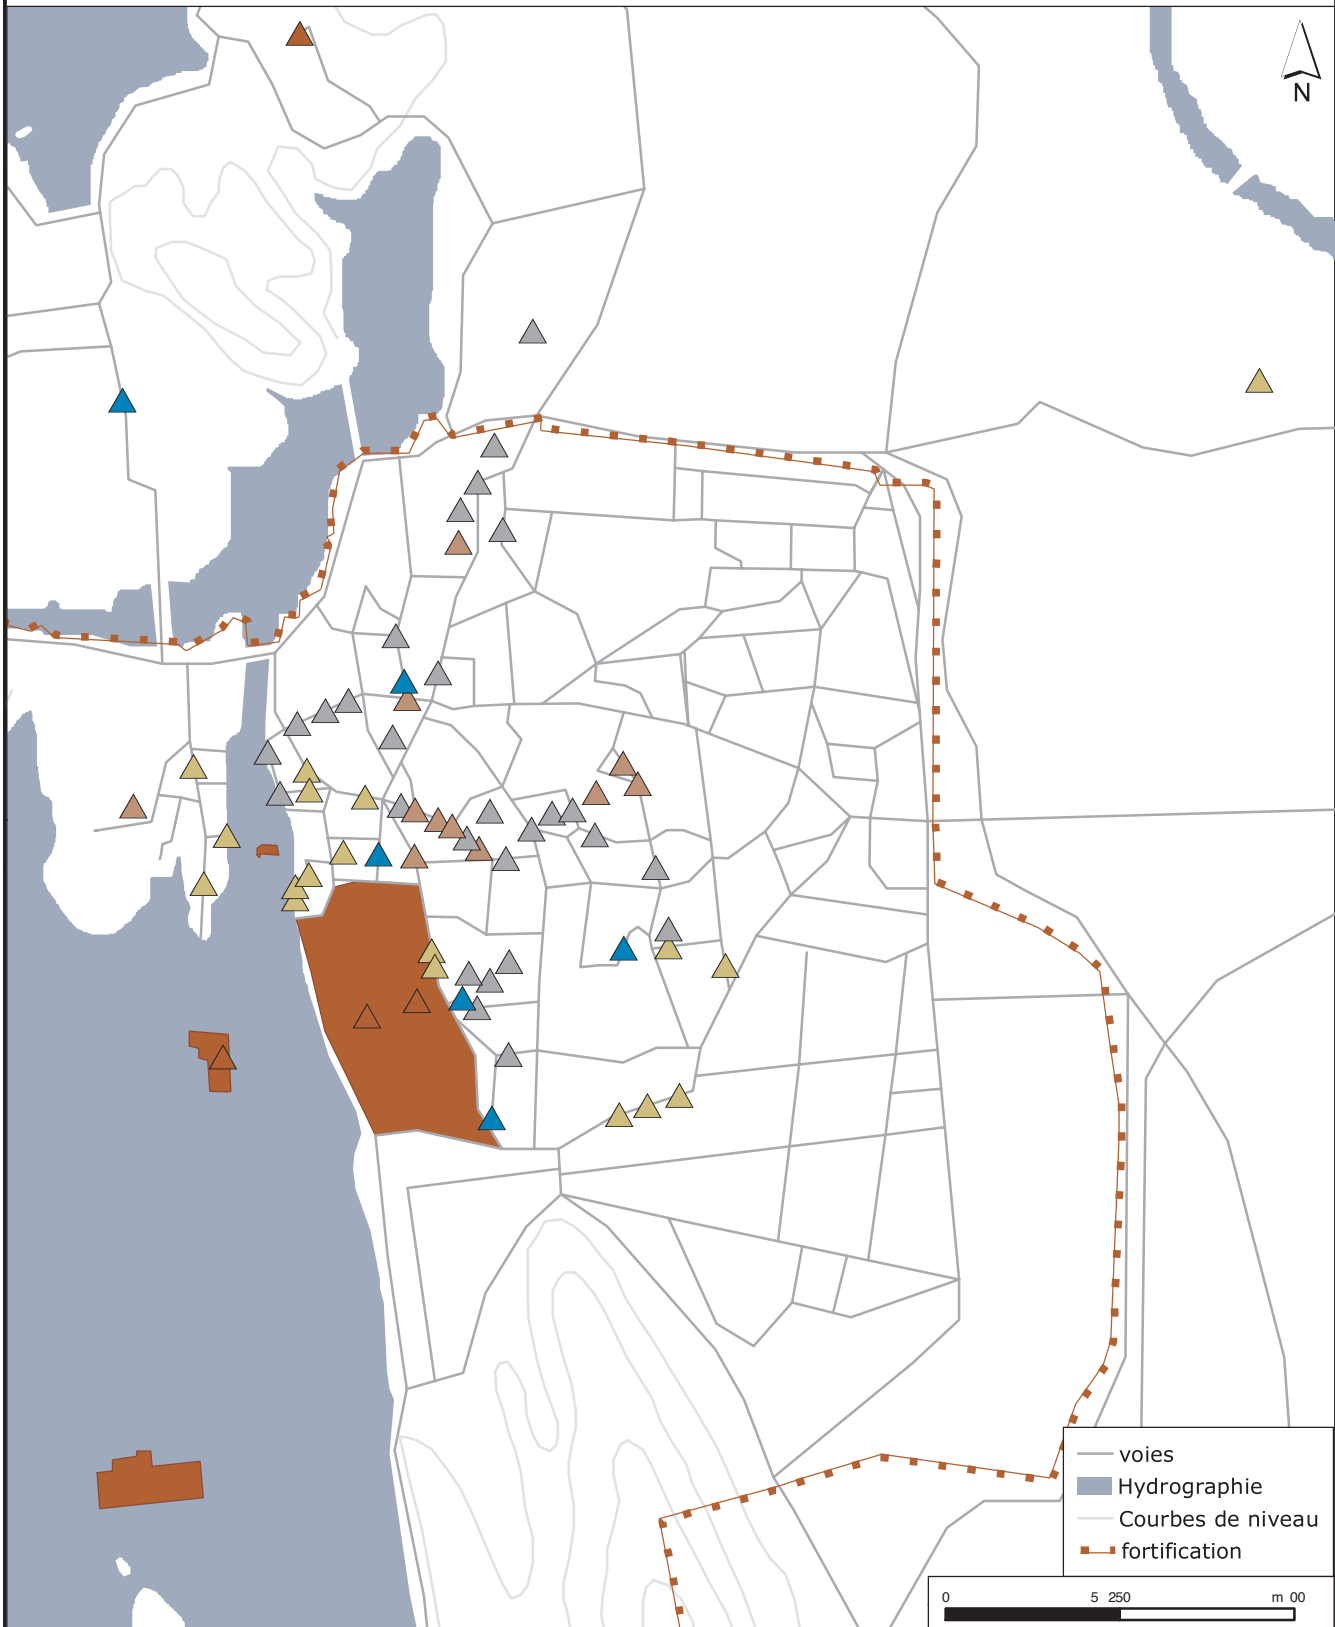 N
voies
Hydrographie
Courbes de niveau
fortification
0 5 250 m 00